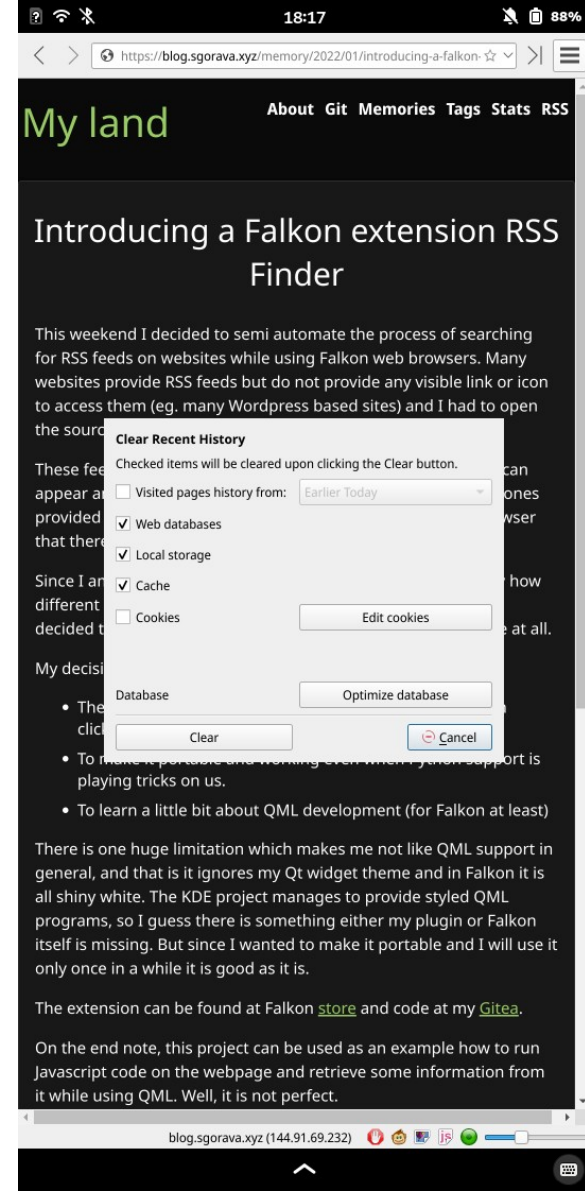 18:17
88%
https://blog.sgorava.xyz/memory/2022/01/introducing-a-falkon-
My land
About Git Memories Tags Stats RSS
Introducing a Falkon extension RSS
Finder
This weekend I decided to semi automate the process of searching
for RSS feeds on websites while using Falkon web browsers. Many
websites provide RSS feeds but do not provide any visible link or icon
to access them (eg. many Wordpress based sites) and I had to open
the sourc
These fee can
appear a ones
provided wser
that there
Since I am how
different
decided t at all.
My decisi
The
clic
Clear Recent History
Checked items will be cleared upon clicking the Clear button.
Visited pages history from: Earlier Today
Web databases
Local storage
Cache
Cookies Edit cookies
Database Optimize database
Clear Cancel
To make it portable and working even when Python support is
playing tricks on us.
To learn a little bit about QML development (for Falkon at least)
There is one huge limitation which makes me not like QML support in
general, and that is it ignores my Qt widget theme and in Falkon it is
all shiny white. The KDE project manages to provide styled QML
programs, so I guess there is something either my plugin or Falkon
itself is missing. But since I wanted to make it portable and I will use it
only once in a while it is good as it is.
The extension can be found at Falkon store and code at my Gitea.
On the end note, this project can be used as an example how to run
Javascript code on the webpage and retrieve some information from
it while using QML. Well, it is not perfect.
blog.sgorava.xyz (144.91.69.232)
js